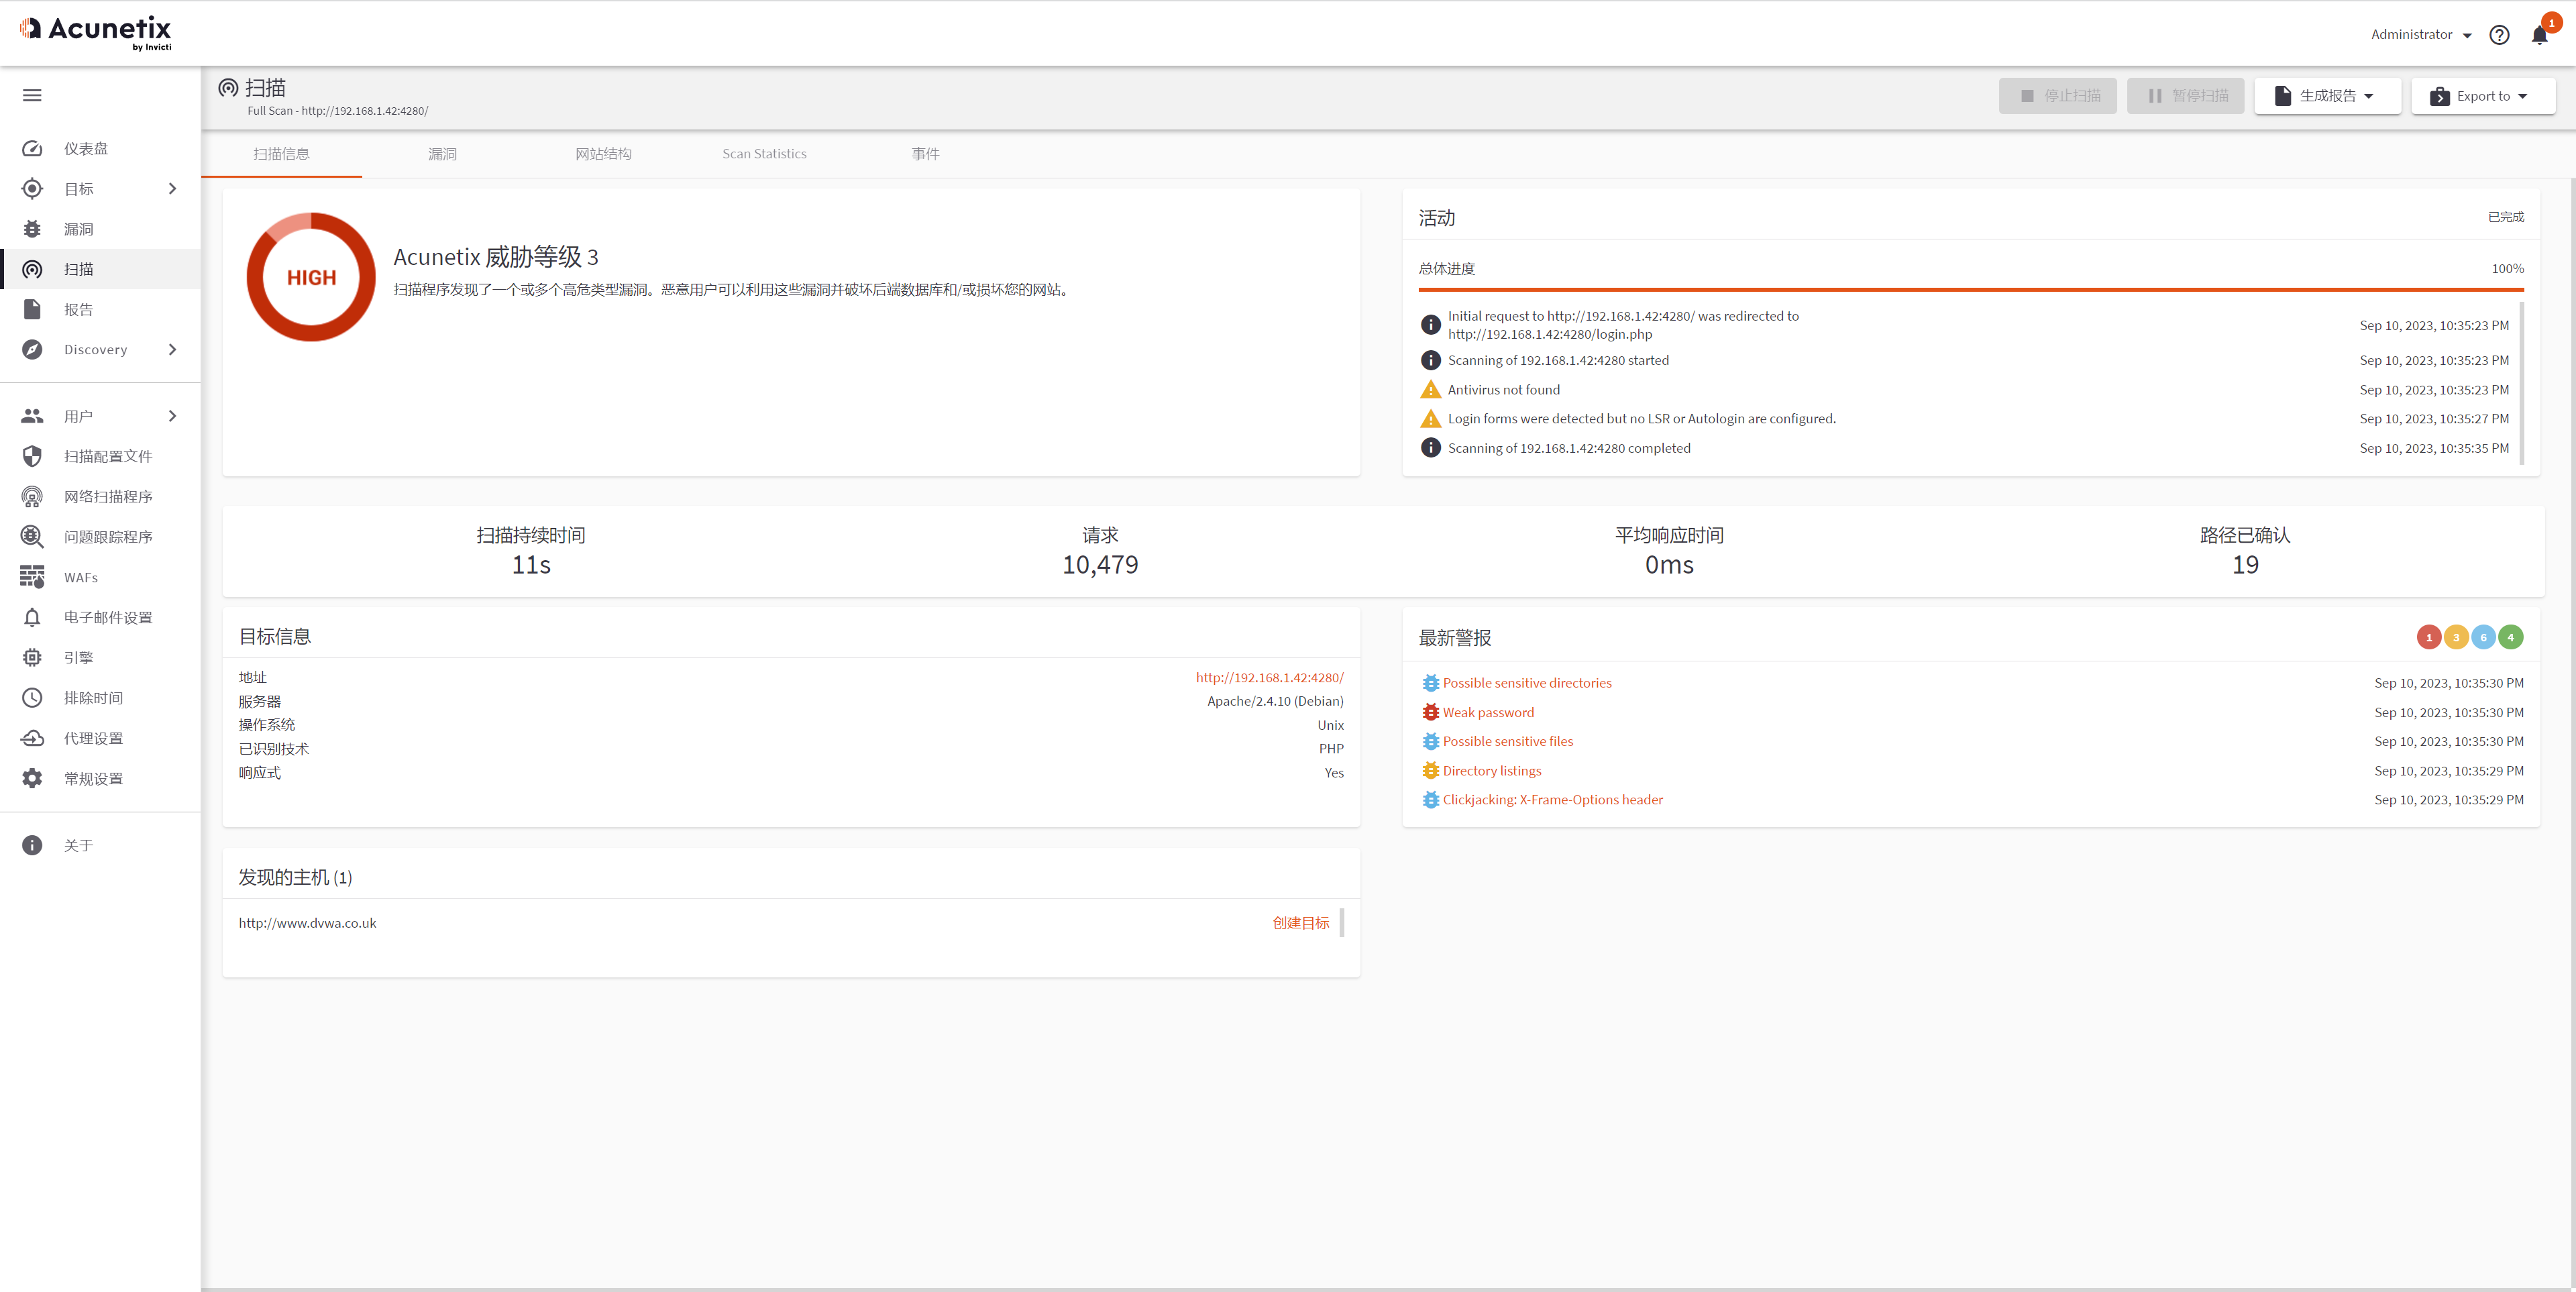 Acunetix
by Invicti
Administrator
1
扫描
Full Scan - http://192.168.1.42:4280/
停止扫描
暂停扫描
生成报告
Export to
仪表盘
目标
漏洞
扫描
报告
Discovery
用户
扫描配置文件
网络扫描程序
问题跟踪程序
WAFs
电子邮件设置
引擎
排除时间
代理设置
常规设置
关于
扫描信息
漏洞
网站结构
Scan Statistics
事件
HIGH
Acunetix 威胁等级 3
扫描程序发现了一个或多个高危类型漏洞。恶意用户可以利用这些漏洞并破坏后端数据库和/或损坏您的网站。
活动
已完成
总体进度
100%
Initial request to http://192.168.1.42:4280/ was redirected to
http://192.168.1.42:4280/login.php
Sep 10, 2023, 10:35:23 PM
Scanning of 192.168.1.42:4280 started
Sep 10, 2023, 10:35:23 PM
Antivirus not found
Sep 10, 2023, 10:35:23 PM
Login forms were detected but no LSR or Autologin are configured.
Sep 10, 2023, 10:35:27 PM
Scanning of 192.168.1.42:4280 completed
Sep 10, 2023, 10:35:35 PM
扫描持续时间
11s
请求
10,479
平均响应时间
0ms
路径已确认
19
目标信息
地址
http://192.168.1.42:4280/
服务器
Apache/2.4.10 (Debian)
操作系统
Unix
已识别技术
PHP
响应式
Yes
最新警报
1 3 6 4
Possible sensitive directories
Sep 10, 2023, 10:35:30 PM
Weak password
Sep 10, 2023, 10:35:30 PM
Possible sensitive files
Sep 10, 2023, 10:35:30 PM
Directory listings
Sep 10, 2023, 10:35:29 PM
Clickjacking: X-Frame-Options header
Sep 10, 2023, 10:35:29 PM
发现的主机 (1)
http://www.dvwa.co.uk
创建目标